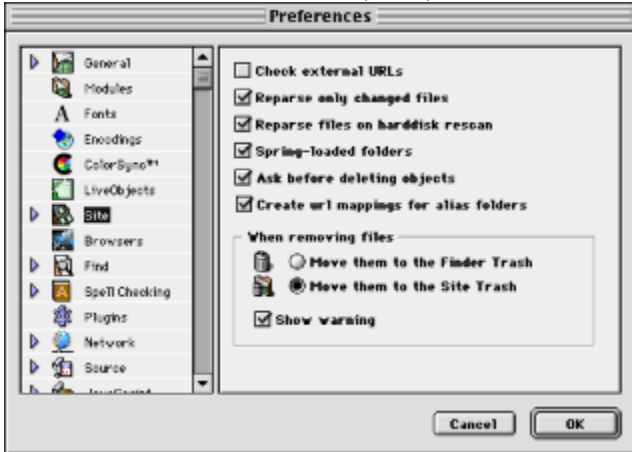 Preferences
General
Modules
Fonts
Encodings
ColorSync™
LiveObjects
Site
Browsers
Find
Spell Checking
Plugins
Network
Source
JavaScript
Check external URLs
Reparse only changed files
Reparse files on harddisk rescan
Spring-loaded folders
Ask before deleting objects
Create url mappings for alias folders
When removing files
Move them to the Finder Trash
Move them to the Site Trash
Show warning
Cancel
OK